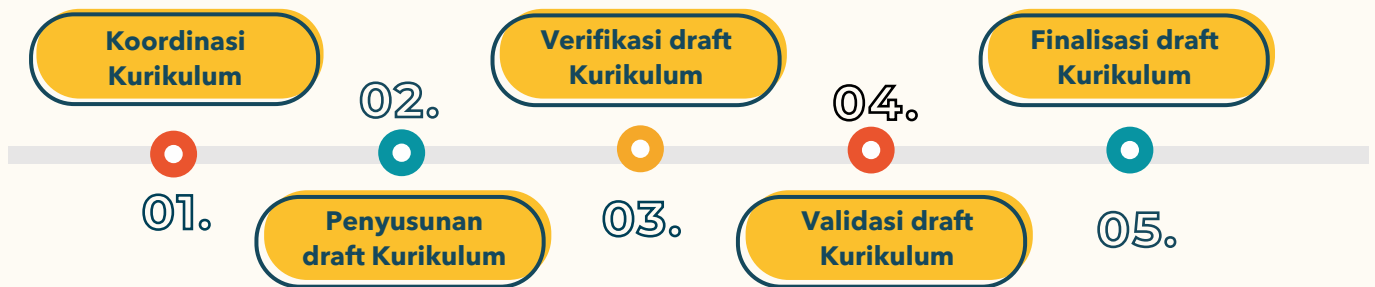 Koordinasi
Kurikulum
01.
02.
Penyusunan
draft Kurikulum
Verifikasi draft
Kurikulum
03.
04.
Validasi draft
Kurikulum
Finalisasi draft
Kurikulum
05.